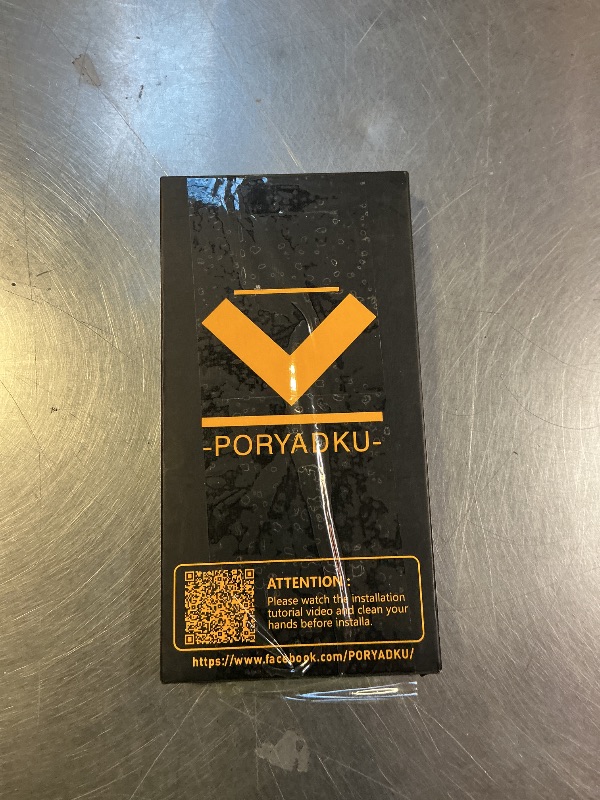 -PORYADKU-
ATTENTION :
Please watch the installation
tutorial video and clean your
hands before installa.
https://www.facebook.com/PORYADKU/